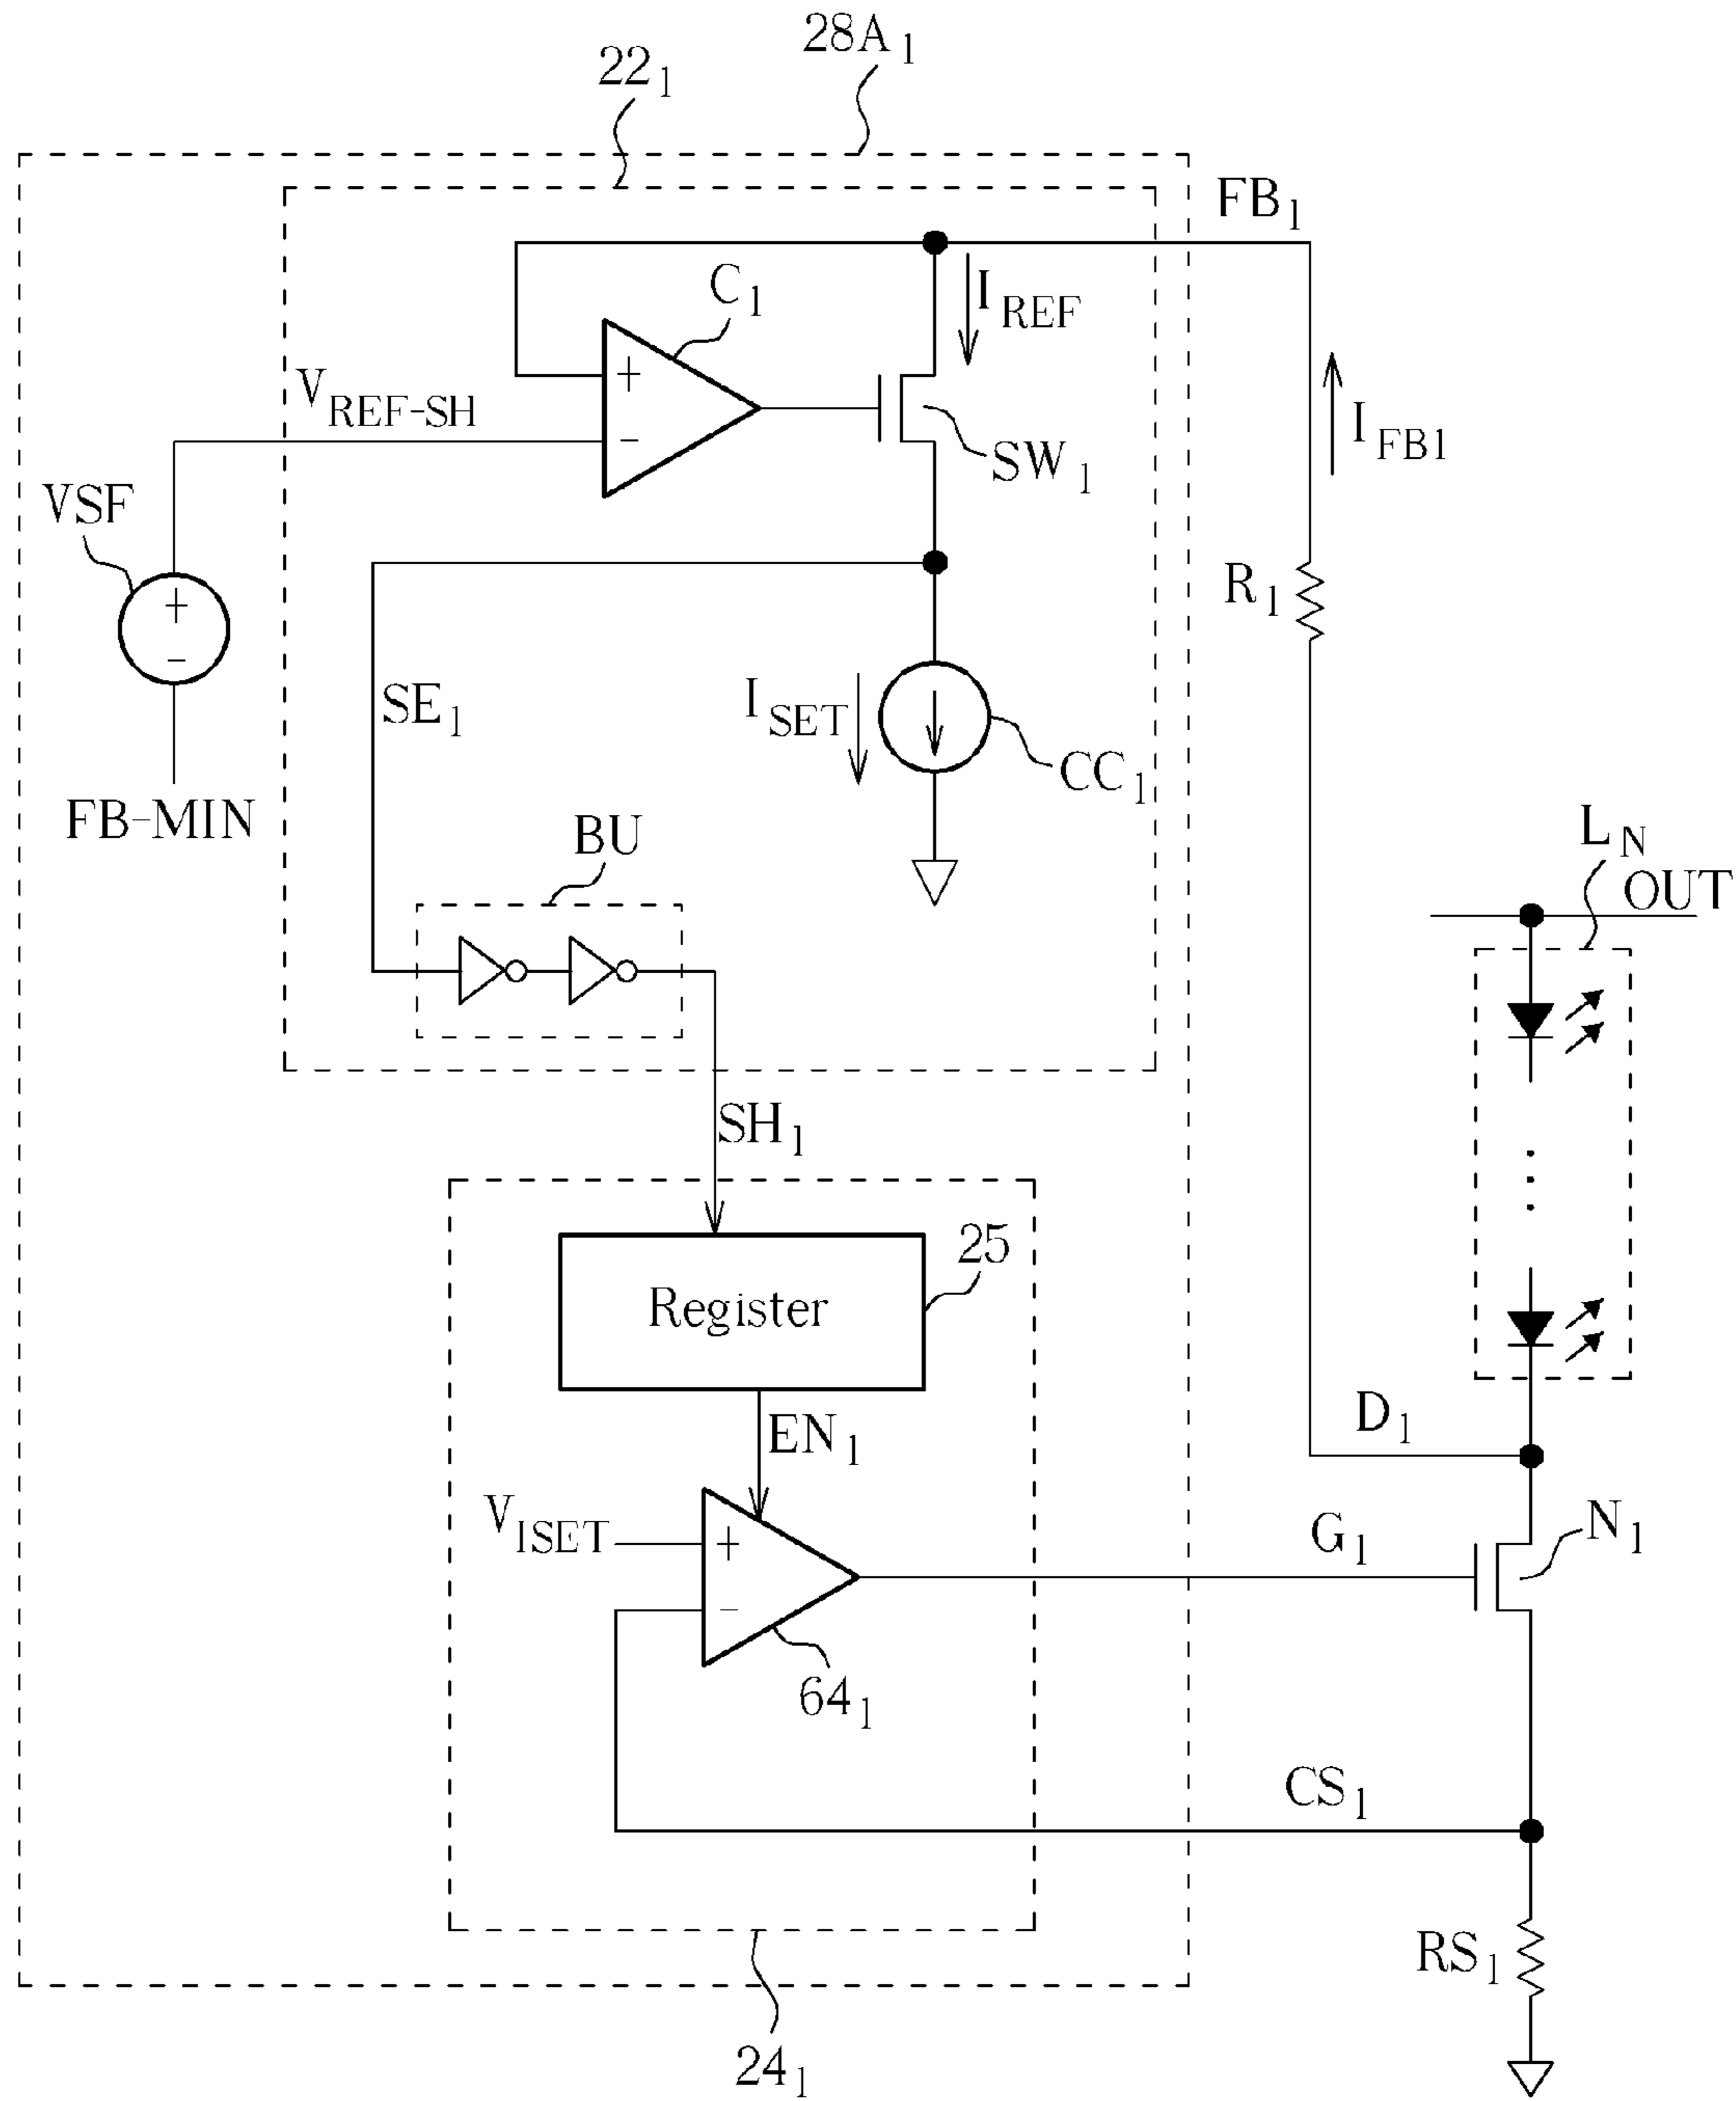 28A1
221
FB1
C1
IREF
VREF-SH
SW1
IFB1
VSF
+
-
+
-
R1
SE1
ISET
CC1
FB-MIN
BU
LN
OUT
SH1
25
Register
D1
EN1
VISET
+
-
G1
N1
641
CS1
RS1
241